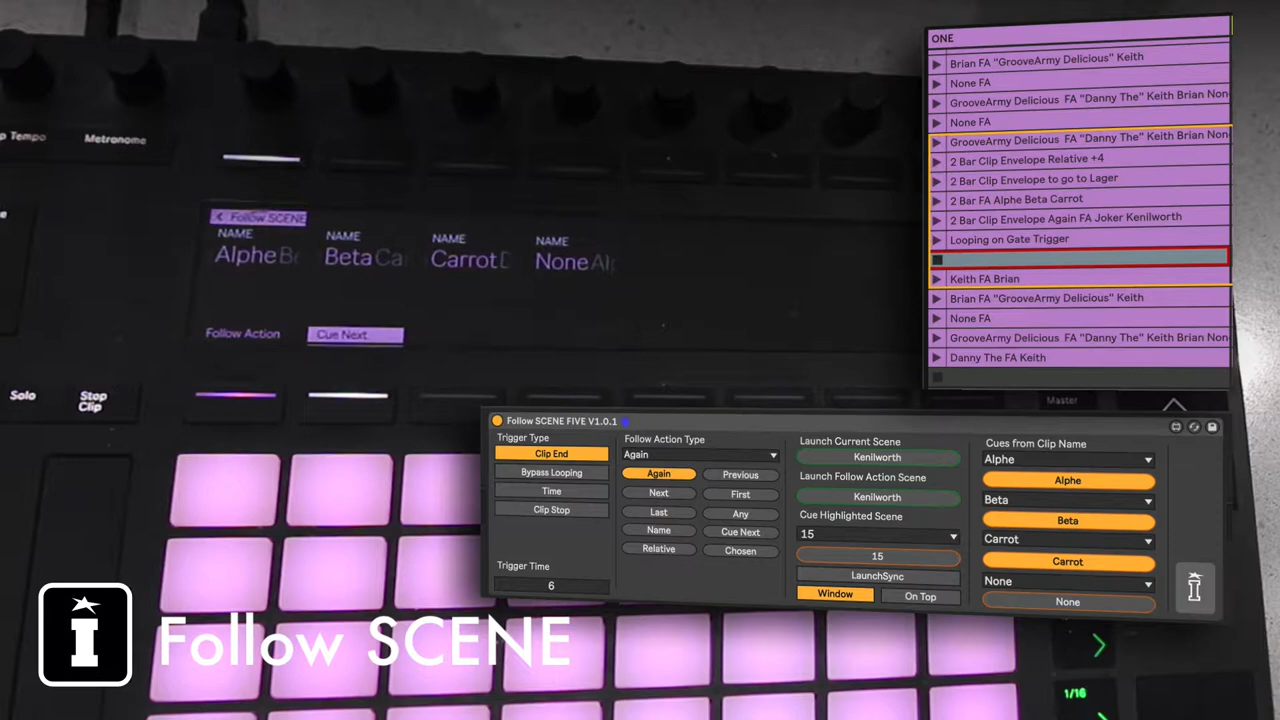 ONE
Brian FA "GrooveArmy Delicious" Keith
None FA
GrooveArmy Delicious FA "Danny The" Keith Brian Non
None FA
GrooveArmy Delicious FA "Danny The" Keith Brian Non
2 Bar Clip Envelope Relative +4
2 Bar Clip Envelope to go to Lager
2 Bar FA Alphe Beta Carrot
2 Bar Clip Envelope Again FA Joker Kenilworth
Looping on Gate Trigger
Keith FA Brian
Brian FA "GrooveArmy Delicious" Keith
None FA
GrooveArmy Delicious FA "Danny The" Keith Brian Non
Danny The FA Keith
Tempo
Metronome
Follow SCENE
NAME NAME NAME NAME
Alphe Beta Carrot None
Follow Action Cue Next
Solo
Stop
Clip
Master
Follow SCENE FIVE V1.0.1
Trigger Type
Clip End
Bypass Looping
Time
Clip Stop
Trigger Time
6
Follow Action Type
Again
Again Previous
Next First
Last Any
Name Cue Next
Relative Chosen
Launch Current Scene
Kenilworth
Launch Follow Action Scene
Kenilworth
Cue Highlighted Scene
15
15
LaunchSync
Window On Top
Cues from Clip Name
Alphe
Alphe
Beta
Beta
Carrot
Carrot
None
None
I
I
Follow SCENE
1/16